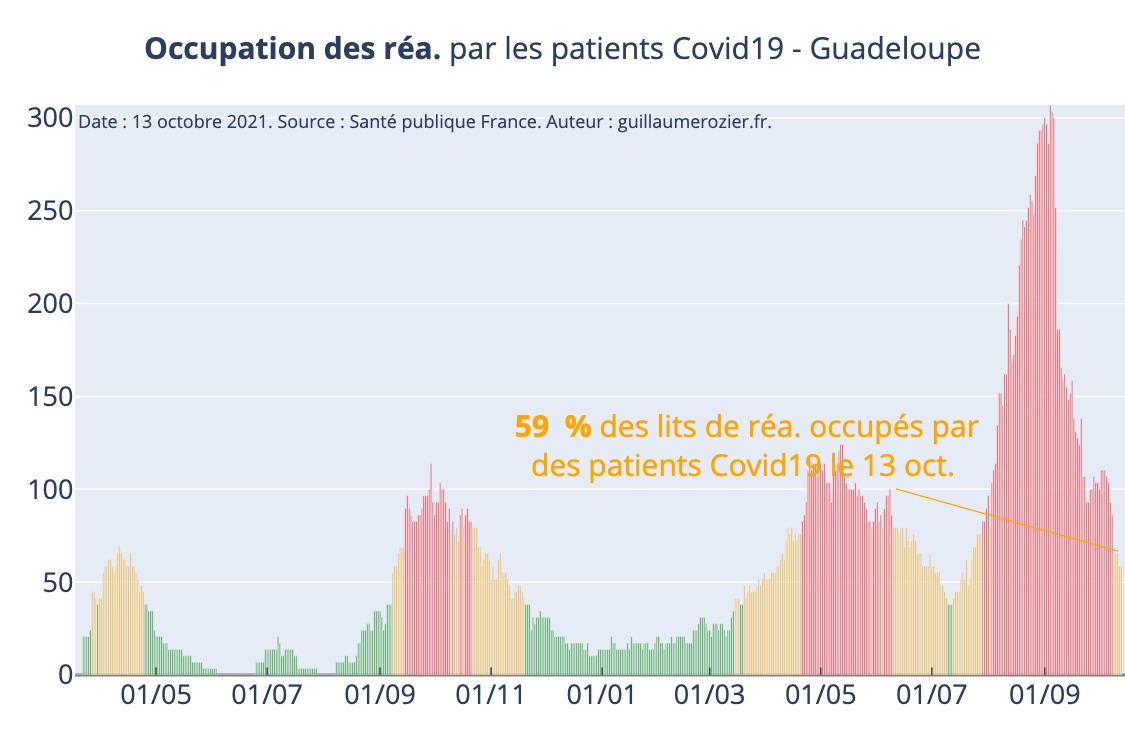 Occupation des réa. par les patients Covid19 - Guadeloupe
300
Date : 13 octobre 2021. Source : Santé publique France. Auteur : guillaumerozier.fr.
250
200
150
59 % des lits de réa. occupés par
des patients Covid19 le 13 oct.
100
50
0
01/05 01/07 01/09 01/11 01/01 01/03 01/05 01/07 01/09